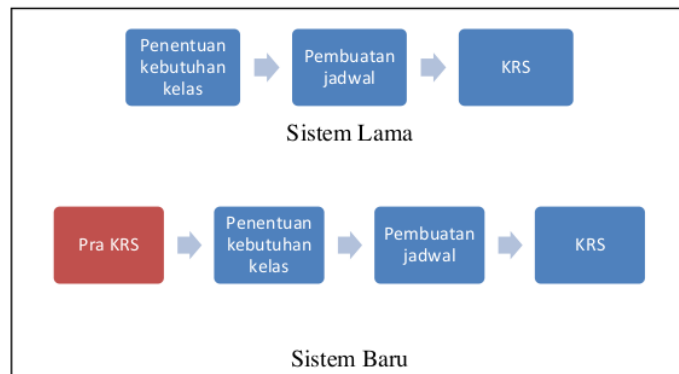 Penentuan
kebutuhan
kelas
Pembuatan
jadwal
KRS
Sistem Lama
Pra KRS
Penentuan
kebutuhan
kelas
Pembuatan
jadwal
KRS
Sistem Baru